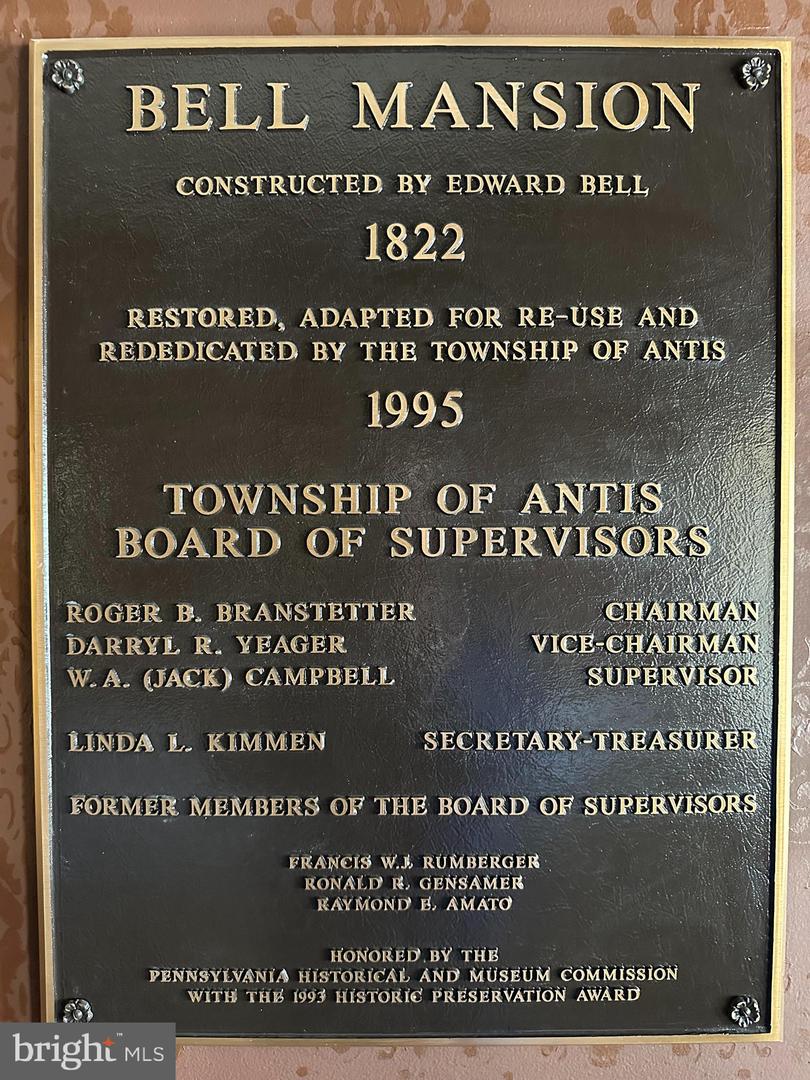 BELL MANSION
CONSTRUCTED BY EDWARD BELL
1822
RESTORED, ADAPTED FOR RE-USE AND
REDEDICATED BY THE TOWNSHIP OF ANTIS
1995
TOWNSHIP OF ANTIS
BOARD OF SUPERVISORS
ROGER B. BRANSTETTER CHAIRMAN
DARRYL R. YEAGER VICE-CHAIRMAN
W. A. (JACK) CAMPBELL SUPERVISOR
LINDA L. KIMMEN SECRETARY-TREASURER
FORMER MEMBERS OF THE BOARD OF SUPERVISORS
FRANCIS W.J. RUMBERGER
RONALD R. GENSAMER
RAYMOND E. AMATO
HONORED BY THE
PENNSYLVANIA HISTORICAL AND MUSEUM COMMISSION
WITH THE 1993 HISTORIC PRESERVATION AWARD
bright™ MLS